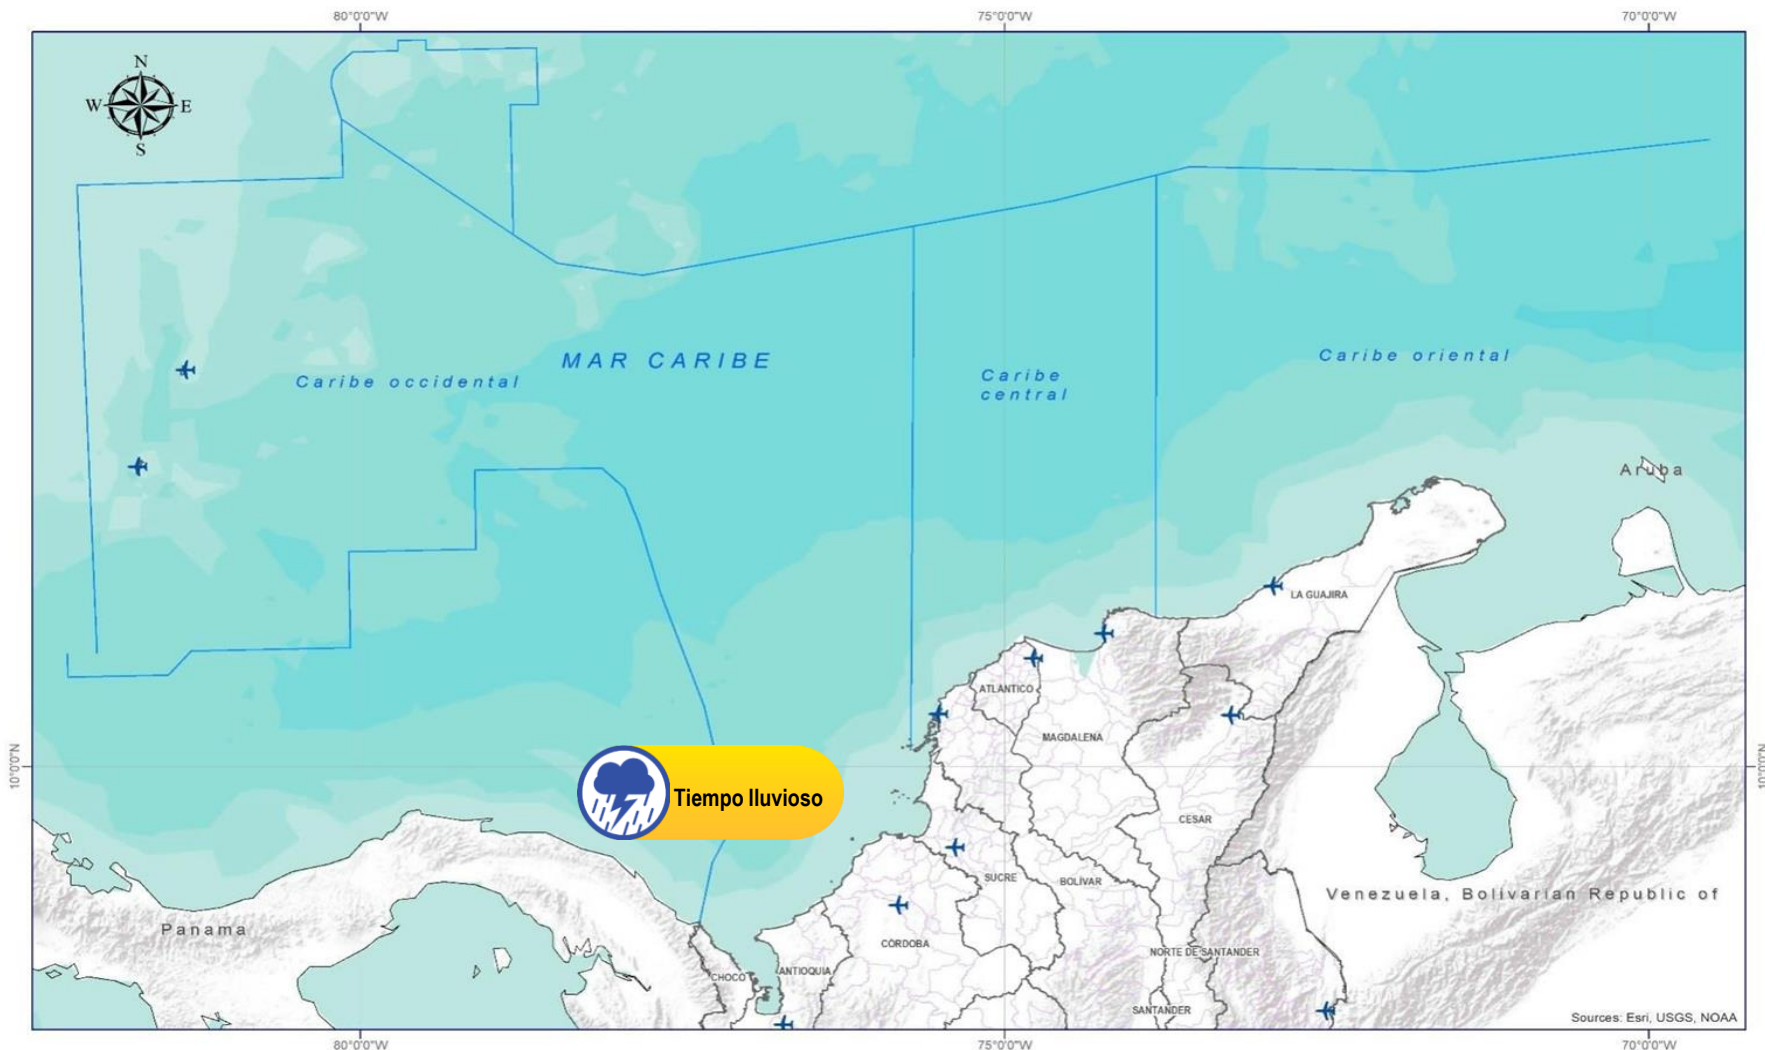 80°0'0"W
75°0'0"W
70°0'0"W
N
W
E
S
MAR CARIBE
Caribe occidental
Caribe
central
Caribe oriental
Aruba
LA GUAJIRA
ATLANTICO
MAGDALENA
10°0'0"N
10°0'0"N
Tiempo lluvioso
CESAR
SUCRE
BOLÍVAR
Venezuela, Bolivarian Republic of
Panama
CÓRDOBA
NORTE DE SANTANDER
CHOCO
ANTIOQUIA
SANTANDER
Sources: Esri, USGS, NOAA
80°0'0"W
75°0'0"W
70°0'0"W